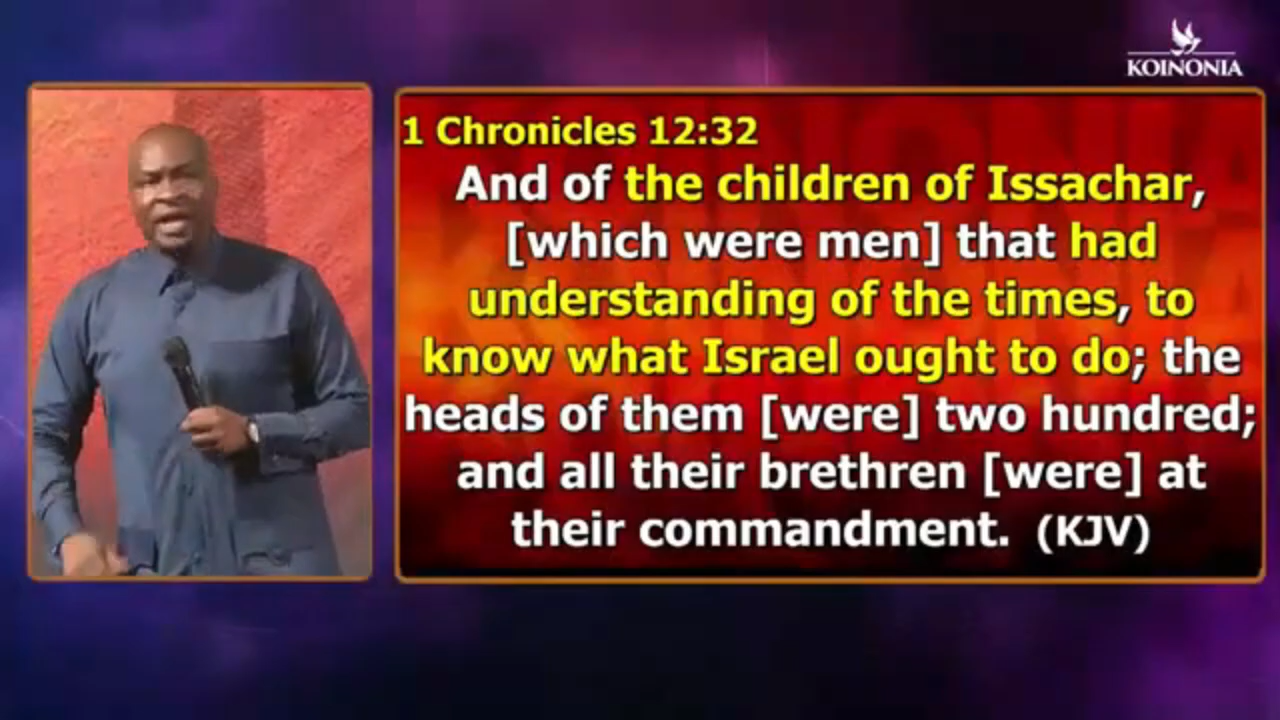 KOINONIA
1 Chronicles 12:32
And of the children of Issachar,
[which were men] that had
understanding of the times, to
know what Israel ought to do; the
heads of them [were] two hundred;
and all their brethren [were] at
their commandment. (KJV)